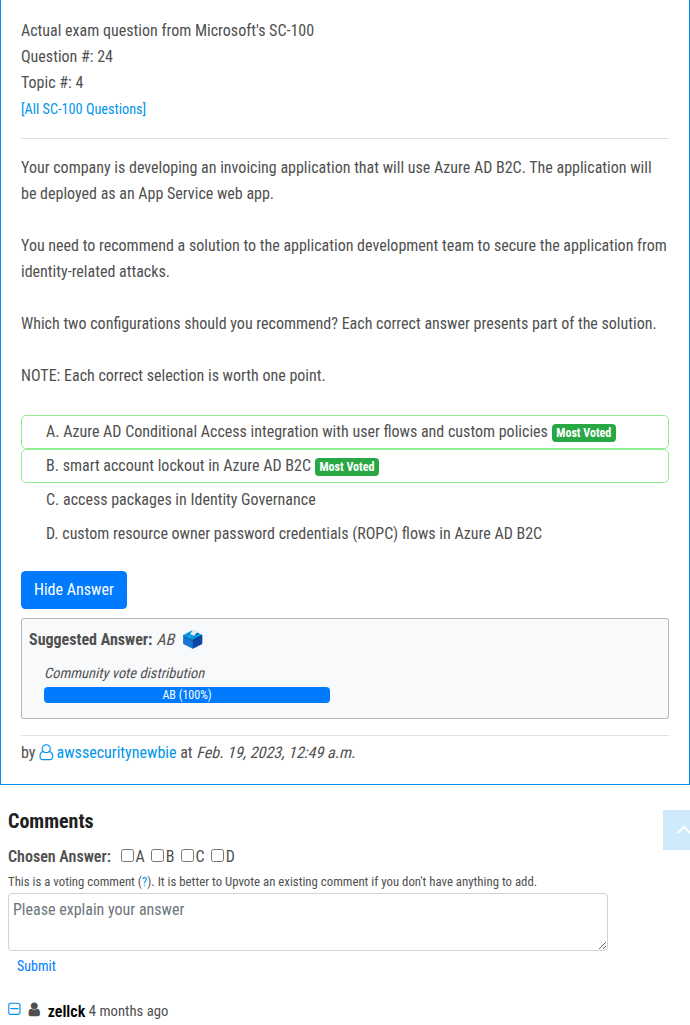 Actual exam question from Microsoft's SC-100
Question #: 24
Topic #: 4
[All SC-100 Questions]
Your company is developing an invoicing application that will use Azure AD B2C. The application will
be deployed as an App Service web app.
You need to recommend a solution to the application development team to secure the application from
identity-related attacks.
Which two configurations should you recommend? Each correct answer presents part of the solution.
NOTE: Each correct selection is worth one point.
A. Azure AD Conditional Access integration with user flows and custom policies Most Voted
B. smart account lockout in Azure AD B2C Most Voted
C. access packages in Identity Governance
D. custom resource owner password credentials (ROPC) flows in Azure AD B2C
Hide Answer
Suggested Answer: AB
Community vote distribution
AB (100%)
by awssecuritynewbie at Feb. 19, 2023, 12:49 a.m.
Comments
Chosen Answer: A B C D
This is a voting comment (?). It is better to Upvote an existing comment if you don't have anything to add.
Please explain your answer
Submit
zellck 4 months ago